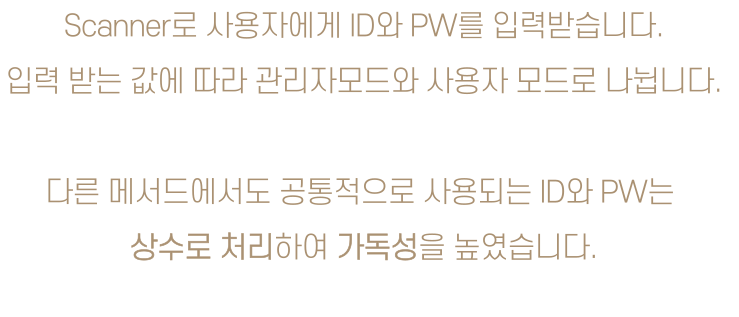 Scanner로 사용자에게 ID와 PW를 입력받습니다.
입력 받는 값에 따라 관리자모드와 사용자 모드로 나뉩니다.
다른 메서드에서도 공통적으로 사용되는 ID와 PW는
상수로 처리하여 가독성을 높였습니다.